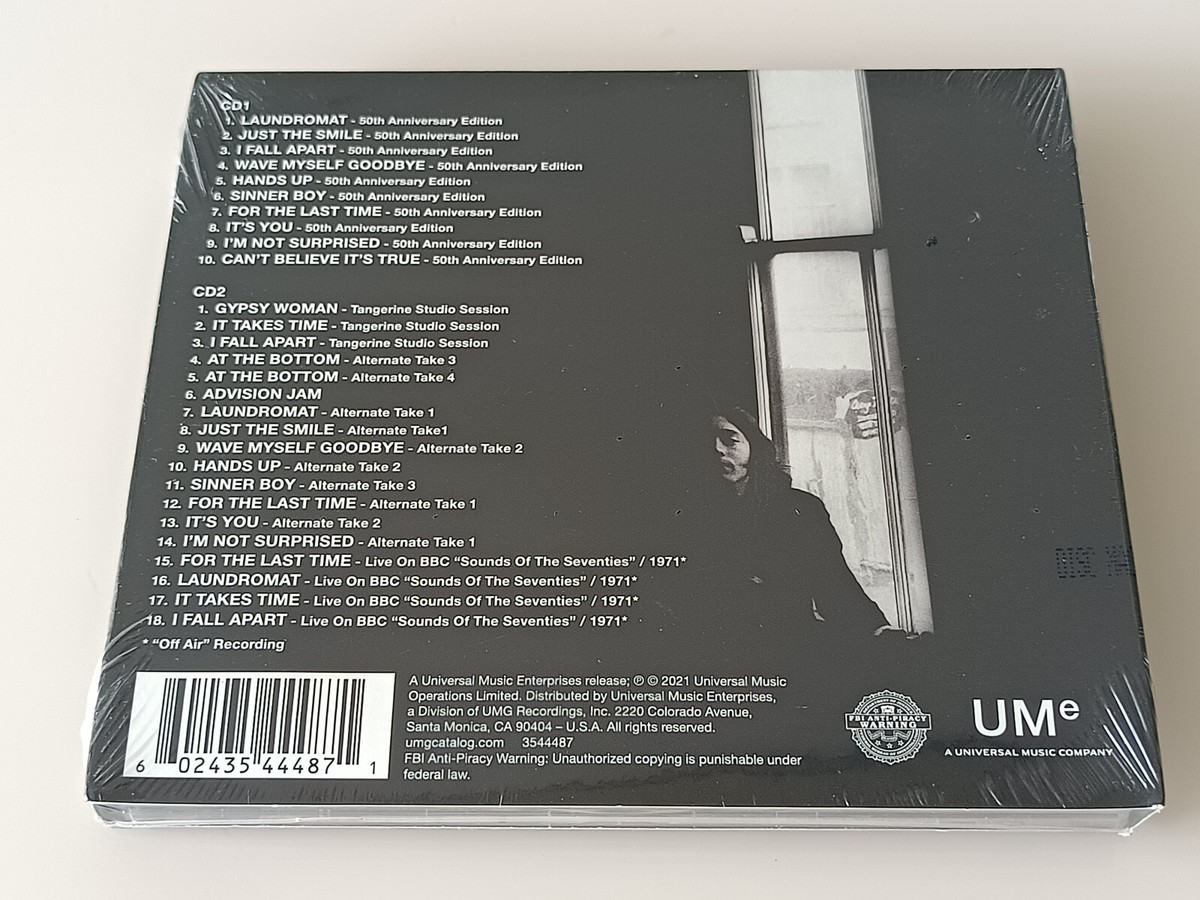 CD1
1. LAUNDROMAT - 50th Anniversary Edition
2. JUST THE SMILE - 50th Anniversary Edition
3. I FALL APART - 50th Anniversary Edition
4. WAVE MYSELF GOODBYE - 50th Anniversary Edition
5. HANDS UP - 50th Anniversary Edition
6. SINNER BOY - 50th Anniversary Edition
7. FOR THE LAST TIME - 50th Anniversary Edition
8. IT'S YOU - 50th Anniversary Edition
9. I'M NOT SURPRISED - 50th Anniversary Edition
10. CAN'T BELIEVE IT'S TRUE - 50th Anniversary Edition
CD2
1. GYPSY WOMAN - Tangerine Studio Session
2. IT TAKES TIME - Tangerine Studio Session
3. I FALL APART - Tangerine Studio Session
4. AT THE BOTTOM - Alternate Take 3
5. AT THE BOTTOM - Alternate Take 4
6. ADVISION JAM
7. LAUNDROMAT - Alternate Take 1
8. JUST THE SMILE - Alternate Take1
9. WAVE MYSELF GOODBYE - Alternate Take 2
10. HANDS UP - Alternate Take 2
11. SINNER BOY - Alternate Take 3
12. FOR THE LAST TIME - Alternate Take 1
13. IT'S YOU - Alternate Take 2
14. I'M NOT SURPRISED - Alternate Take 1
15. FOR THE LAST TIME - Live On BBC “Sounds Of The Seventies” / 1971*
16. LAUNDROMAT - Live On BBC “Sounds Of The Seventies” / 1971*
17. IT TAKES TIME - Live On BBC “Sounds Of The Seventies” / 1971*
18. I FALL APART - Live On BBC “Sounds Of The Seventies” / 1971*
* “Off Air” Recording
6 02435 44487 1
A Universal Music Enterprises release; ℗ © 2021 Universal Music
Operations Limited. Distributed by Universal Music Enterprises,
a Division of UMG Recordings, Inc. 2220 Colorado Avenue,
Santa Monica, CA 90404 – U.S.A. All rights reserved.
umgcatalog.com 3544487
FBI Anti-Piracy Warning: Unauthorized copying is punishable under
federal law.
FBI ANTI-PIRACY
WARNING
UMe
A UNIVERSAL MUSIC COMPANY